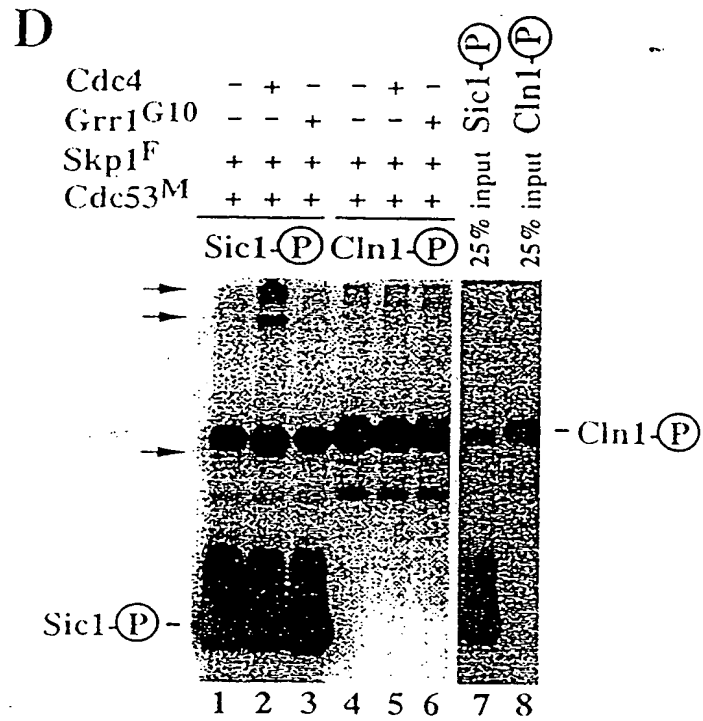 D
Cdc4 - + - - + -
Grr1G10 - - + - - +
Skp1F + + + + + +
Cdc53M + + + + + +
Sic1-P Cln1-P
25% input Sic1-P
25% input Cln1-P
- Cln1-P
Sic1-P -
1 2 3 4 5 6 7 8